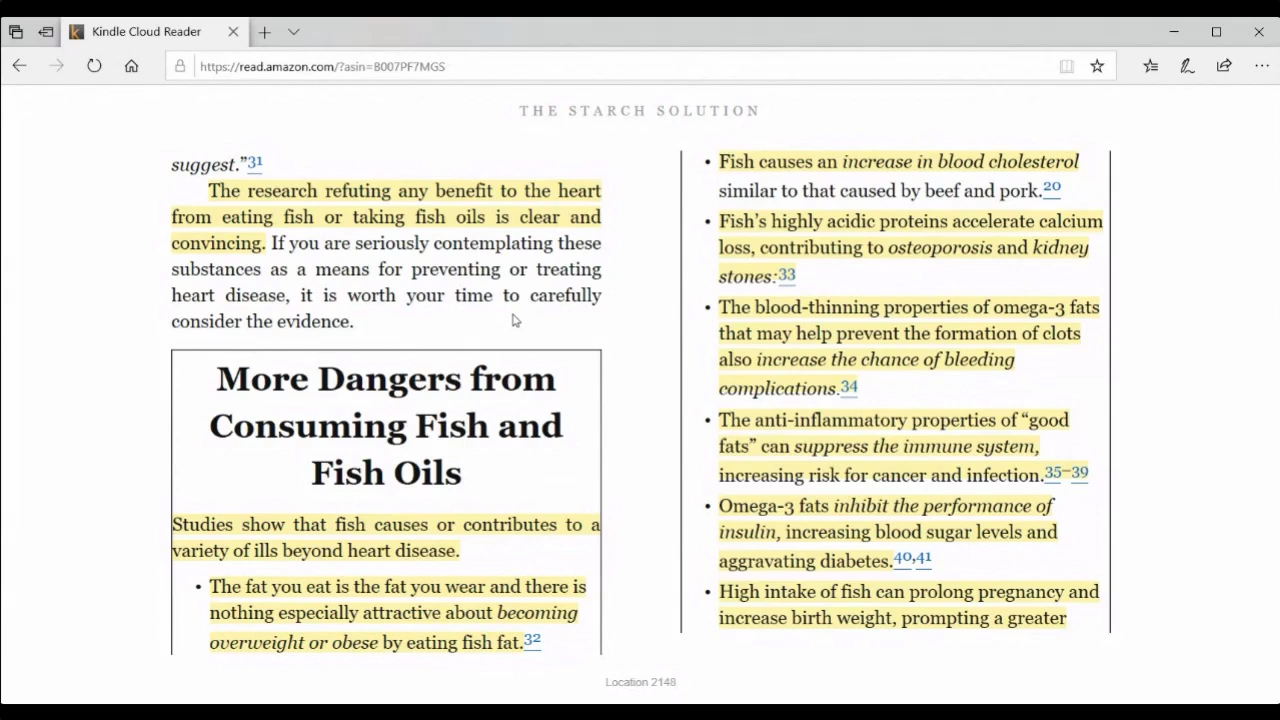 Kindle Cloud Reader
https://read.amazon.com/?asin=B007PF7MGS
THE STARCH SOLUTION
suggest.”31
The research refuting any benefit to the heart
from eating fish or taking fish oils is clear and
convincing. If you are seriously contemplating these
substances as a means for preventing or treating
heart disease, it is worth your time to carefully
consider the evidence.
More Dangers from
Consuming Fish and
Fish Oils
Studies show that fish causes or contributes to a
variety of ills beyond heart disease.
• The fat you eat is the fat you wear and there is
nothing especially attractive about becoming
overweight or obese by eating fish fat.32
• Fish causes an increase in blood cholesterol
similar to that caused by beef and pork.20
• Fish’s highly acidic proteins accelerate calcium
loss, contributing to osteoporosis and kidney
stones:33
• The blood-thinning properties of omega-3 fats
that may help prevent the formation of clots
also increase the chance of bleeding
complications.34
• The anti-inflammatory properties of “good
fats” can suppress the immune system,
increasing risk for cancer and infection.35–39
• Omega-3 fats inhibit the performance of
insulin, increasing blood sugar levels and
aggravating diabetes.40,41
• High intake of fish can prolong pregnancy and
increase birth weight, prompting a greater
Location 2148